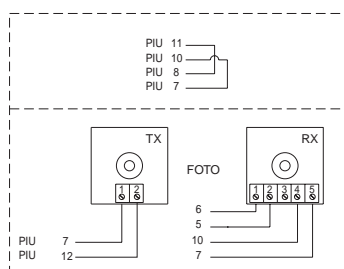 PIU 11
PIU 10
PIU 8
PIU 7
TX
RX
FOTO
1 2
1 2 3 4 5
6
5
10
7
PIU 7
PIU 12